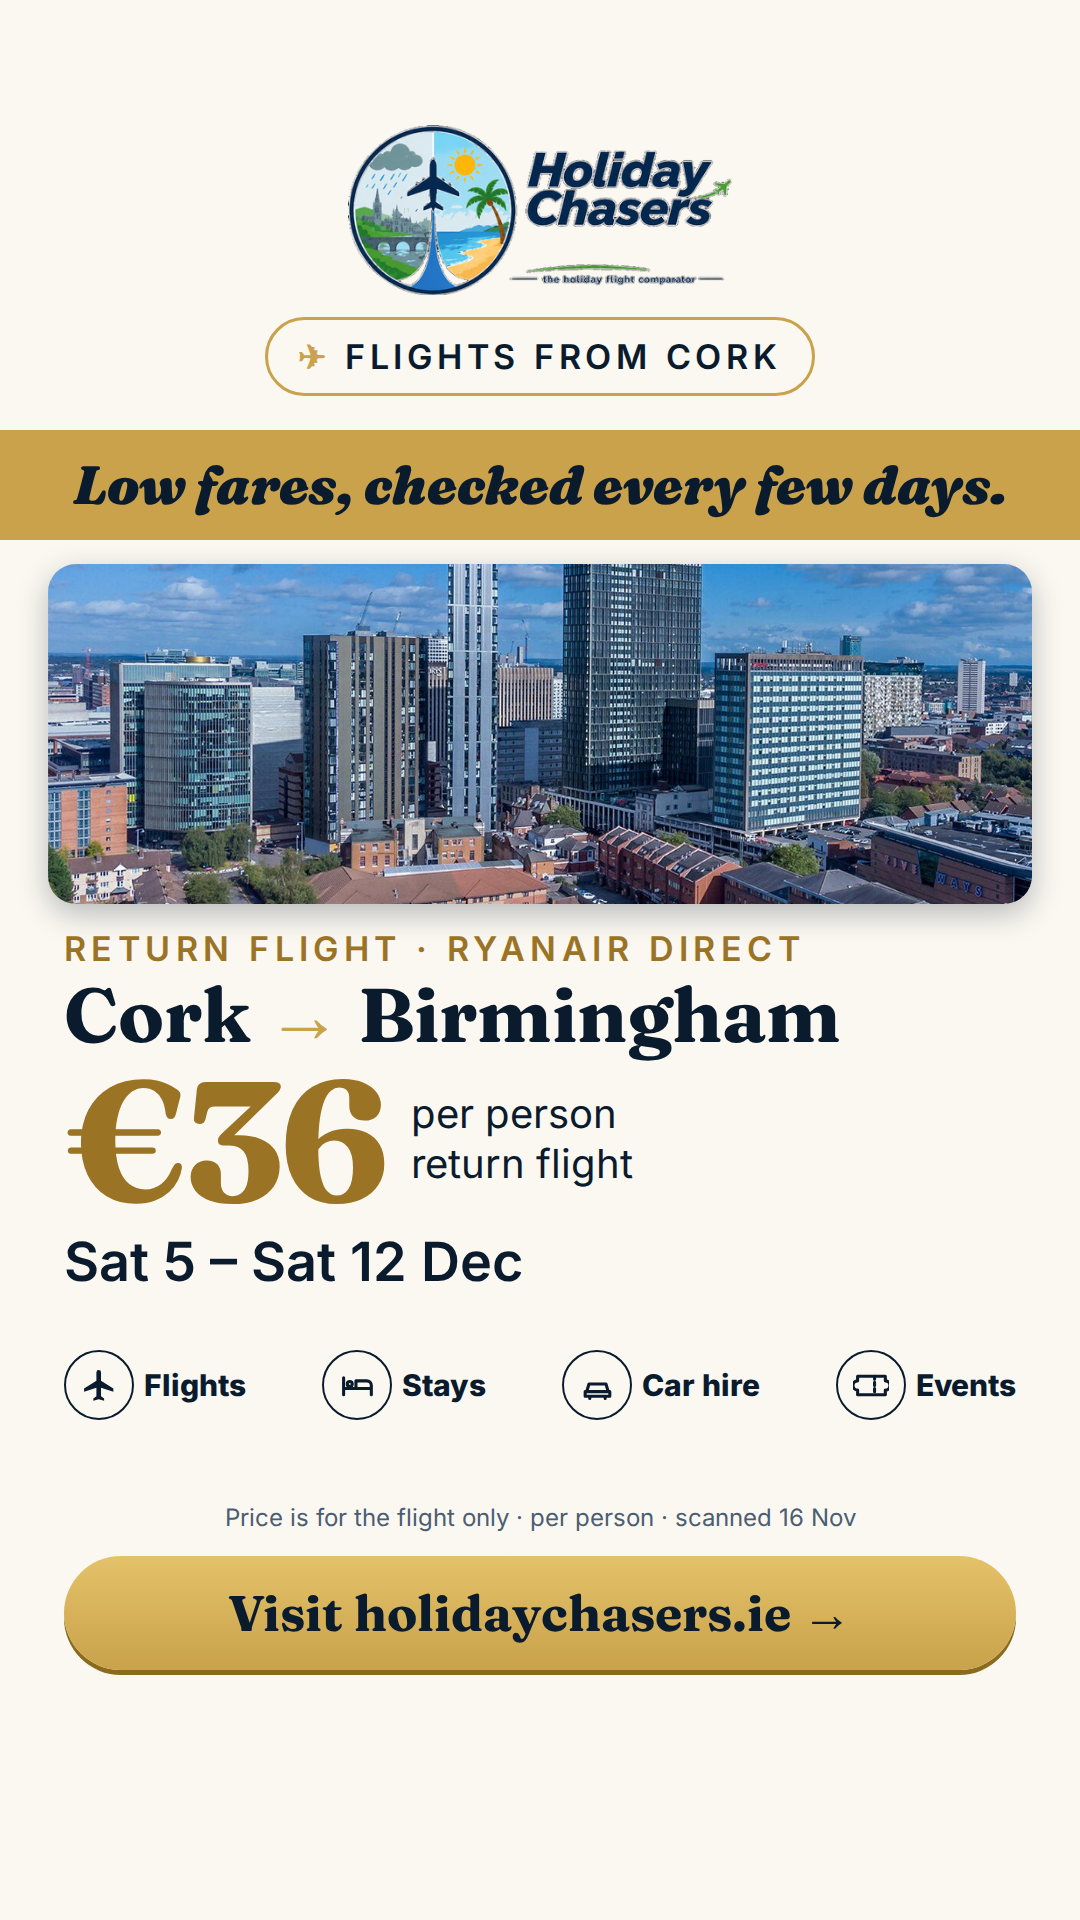 Holiday
Chasers
the holiday flight comparator
✈ FLIGHTS FROM CORK
Low fares, checked every few days.
RETURN FLIGHT · RYANAIR DIRECT
Cork → Birmingham
€36
per person
return flight
Sat 5 – Sat 12 Dec
Flights
Stays
Car hire
Events
Price is for the flight only · per person · scanned 16 Nov
Visit holidaychasers.ie →